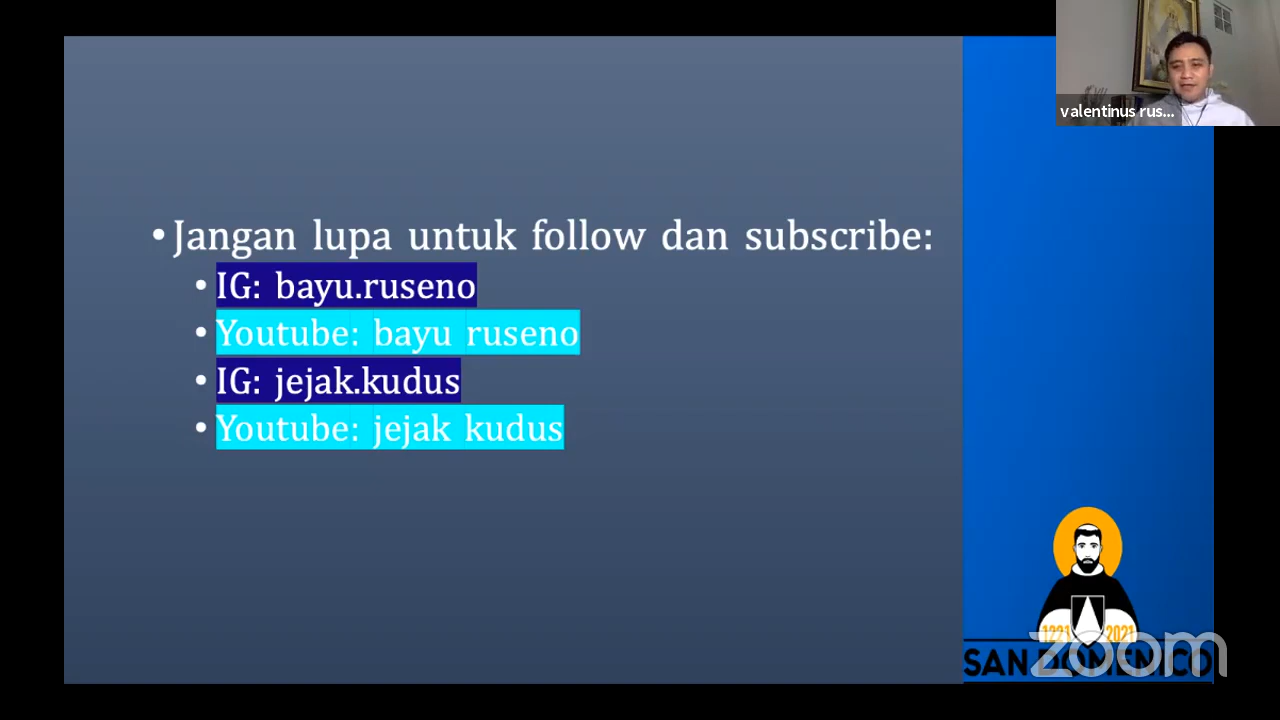 valentinus rus...
• Jangan lupa untuk follow dan subscribe:
• IG: bayu.ruseno
• Youtube: bayu ruseno
• IG: jejak.kudus
• Youtube: jejak kudus
1221 2021
zoom
SAN DOMENICO